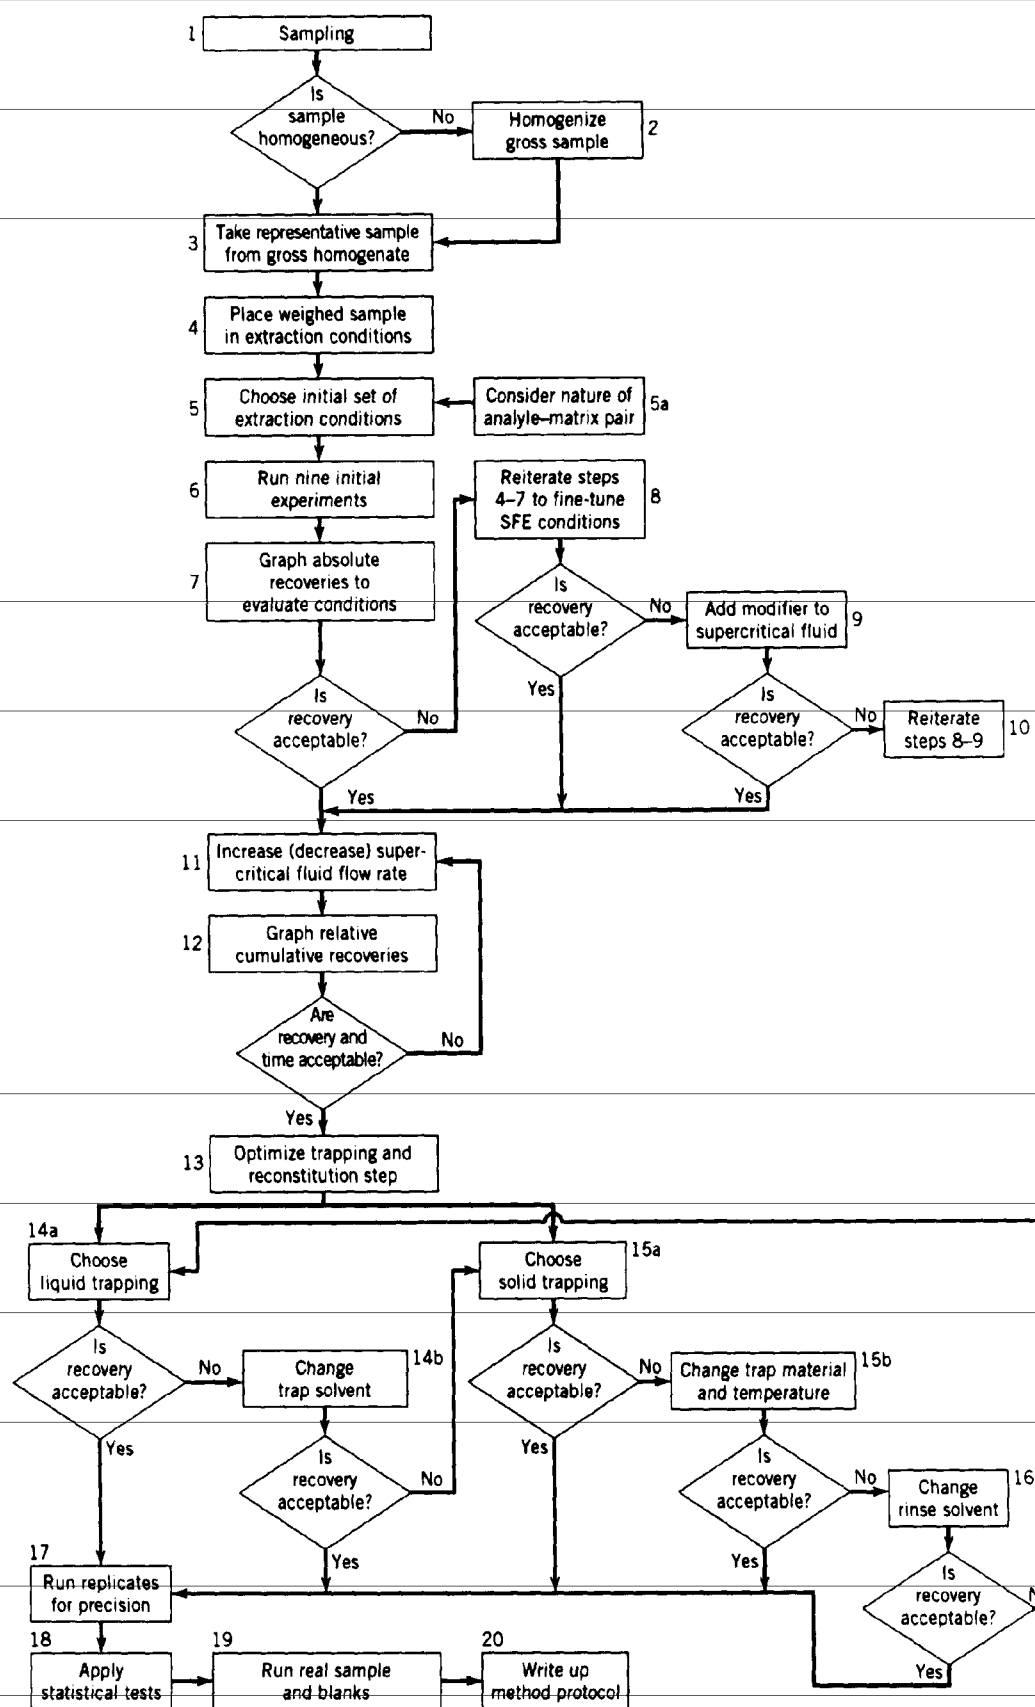 1
Sampling
Is
sample
homogeneous?
No
Homogenize
gross sample
2
3
Take representative sample
from gross homogenate
4
Place weighed sample
in extraction conditions
5
Choose initial set of
extraction conditions
Consider nature of
analyle–matrix pair
5a
6
Run nine initial
experiments
Reiterate steps
4–7 to fine-tune
SFE conditions
8
7
Graph absolute
recoveries to
evaluate conditions
Is
recovery
acceptable?
No
Add modifier to
supercritical fluid
9
Yes
Is
recovery
acceptable?
No
Is
recovery
acceptable?
No
Reiterate
steps 8–9
10
Yes
Yes
11
Increase (decrease) super-
critical fluid flow rate
12
Graph relative
cumulative recoveries
Are
recovery and
time acceptable?
No
Yes
13
Optimize trapping and
reconstitution step
14a
Choose
liquid trapping
Choose
solid trapping
15a
Is
recovery
acceptable?
No
Change
trap solvent
14b
Is
recovery
acceptable?
No
Change trap material
and temperature
15b
Yes
Is
recovery
acceptable?
No
Yes
Is
recovery
acceptable?
No
Change
rinse solvent
16
Yes
Yes
17
Run replicates
for precision
Is
recovery
acceptable?
Yes
18
Apply
statistical tests
19
Run real sample
and blanks
20
Write up
method protocol